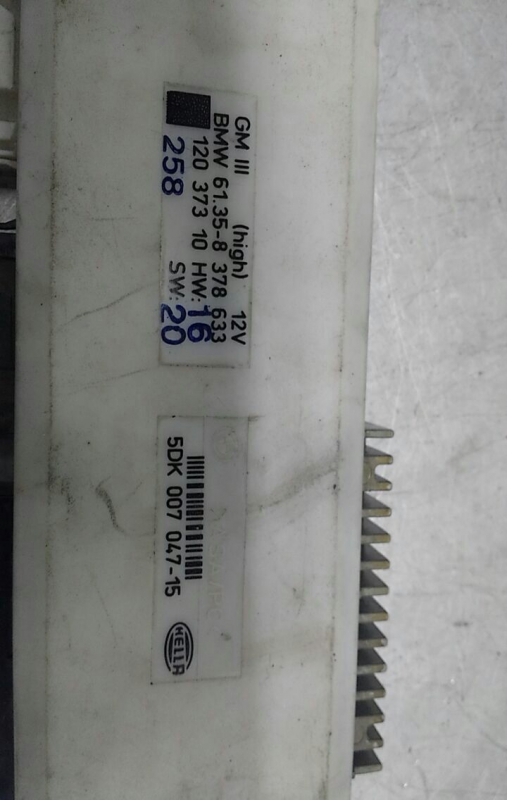 GM III (high) 12V
BMW 61.35-8 378 633
120 373 10 HW: 16
258 SW: 20
5DK 007 047-15
HELLA